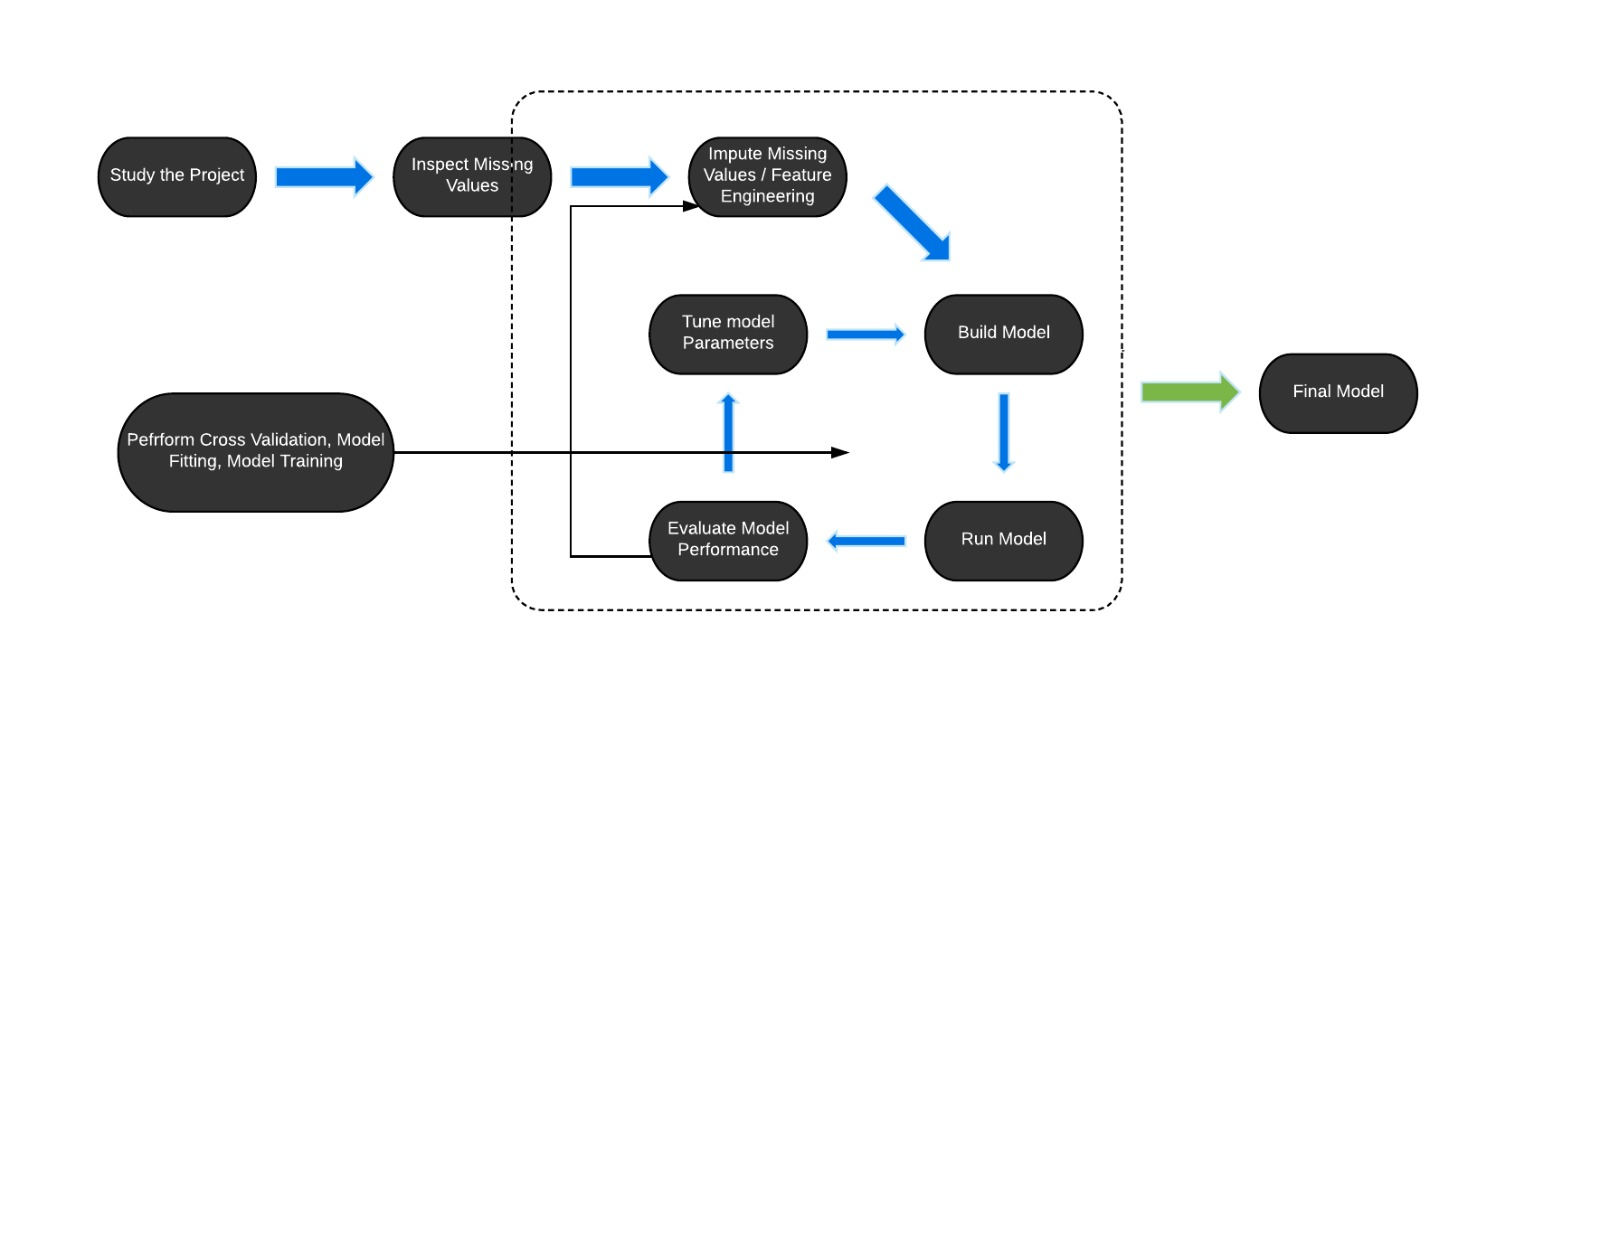 Study the Project
Inspect Missing
Values
Impute Missing
Values / Feature
Engineering
Tune model
Parameters
Build Model
Final Model
Pefrform Cross Validation, Model
Fitting, Model Training
Evaluate Model
Performance
Run Model